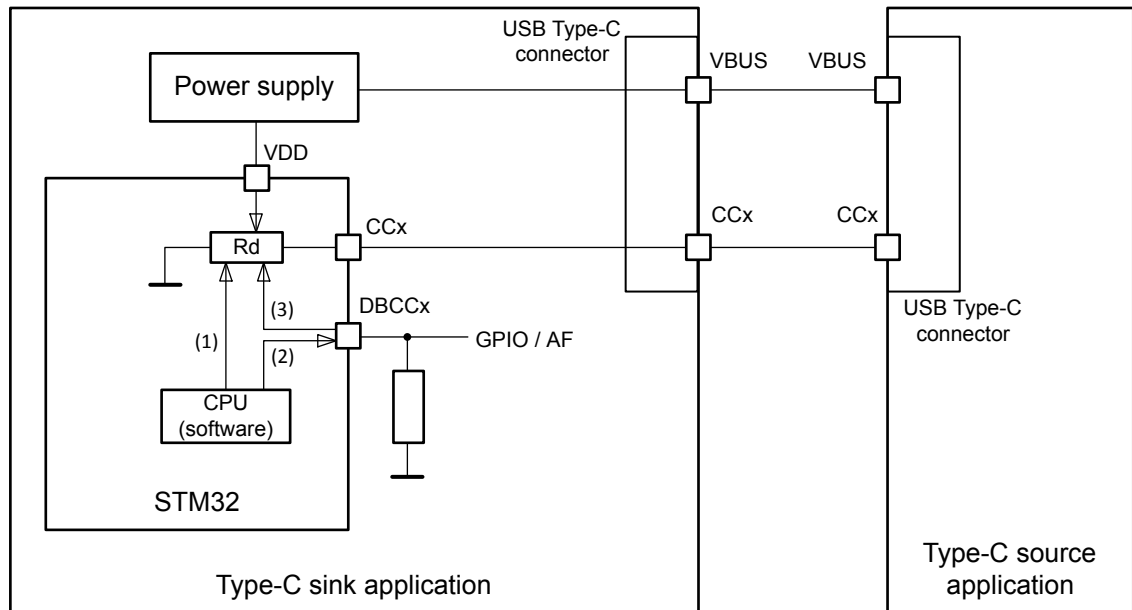 USB Type-C
connector
VBUS
VBUS
Power supply
VDD
CCx
CCx
CCx
Rd
(3)
DBCCx
USB Type-C
connector
(1)
(2)
GPIO / AF
CPU
(software)
STM32
Type-C sink application
Type-C source
application